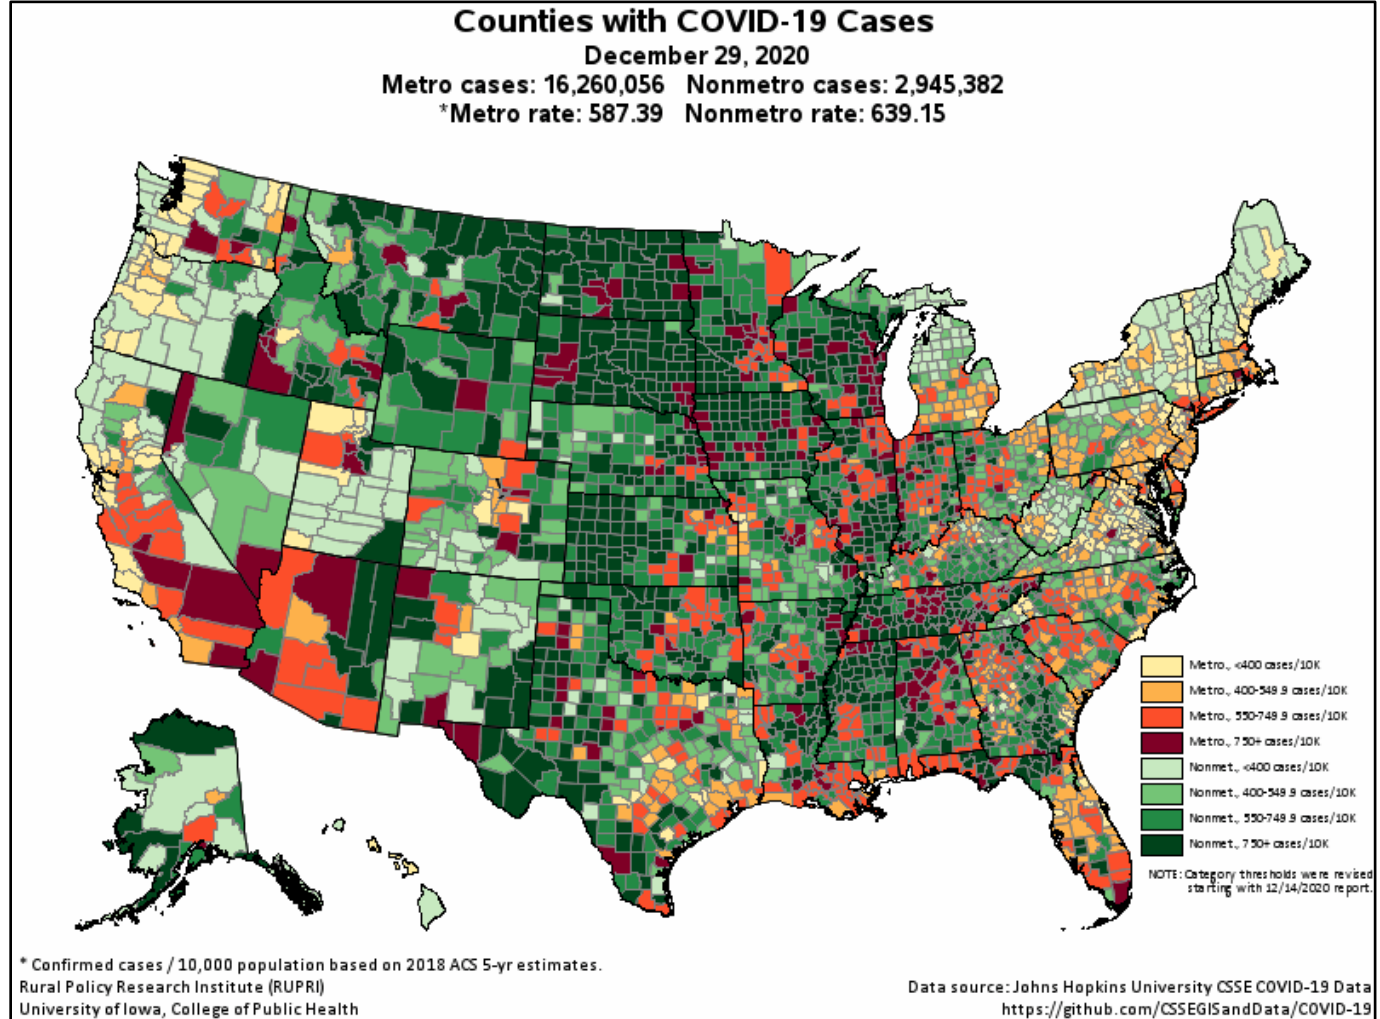 Counties with COVID-19 Cases
December 29, 2020
Metro cases: 16,260,056 Nonmetro cases: 2,945,382
*Metro rate: 587.39 Nonmetro rate: 639.15
Metro., <400 cases/10K
Metro., 400-549.9 cases/10K
Metro., 550-749.9 cases/10K
Metro., 750+ cases/10K
Nonmet., <400 cases/10K
Nonmet., 400-549.9 cases/10K
Nonmet., 550-749.9 cases/10K
Nonmet., 750+ cases/10K
NOTE: Category thresholds were revised
starting with 12/14/2020 report.
* Confirmed cases / 10,000 population based on 2018 ACS 5-yr estimates.
Rural Policy Research Institute (RUPRI)
University of Iowa, College of Public Health
Data source: Johns Hopkins University CSSE COVID-19 Data
https://github.com/CSSEGISandData/COVID-19